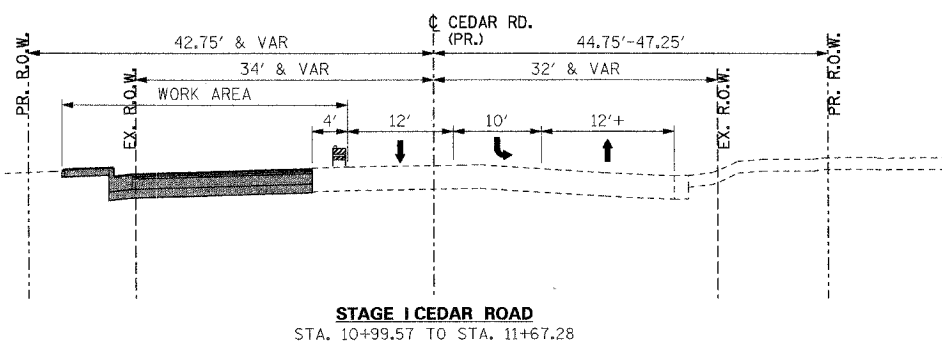 ℄ CEDAR RD.
(PR.)
42.75' & VAR
44.75'-47.25'
PR. R.O.W.
34' & VAR
32' & VAR
PR. R.O.W.
EX. R.O.W.
WORK AREA
EX. R.O.W.
4'
12'
10'
12'+
STAGE I CEDAR ROAD
STA. 10+99.57 TO STA. 11+67.28